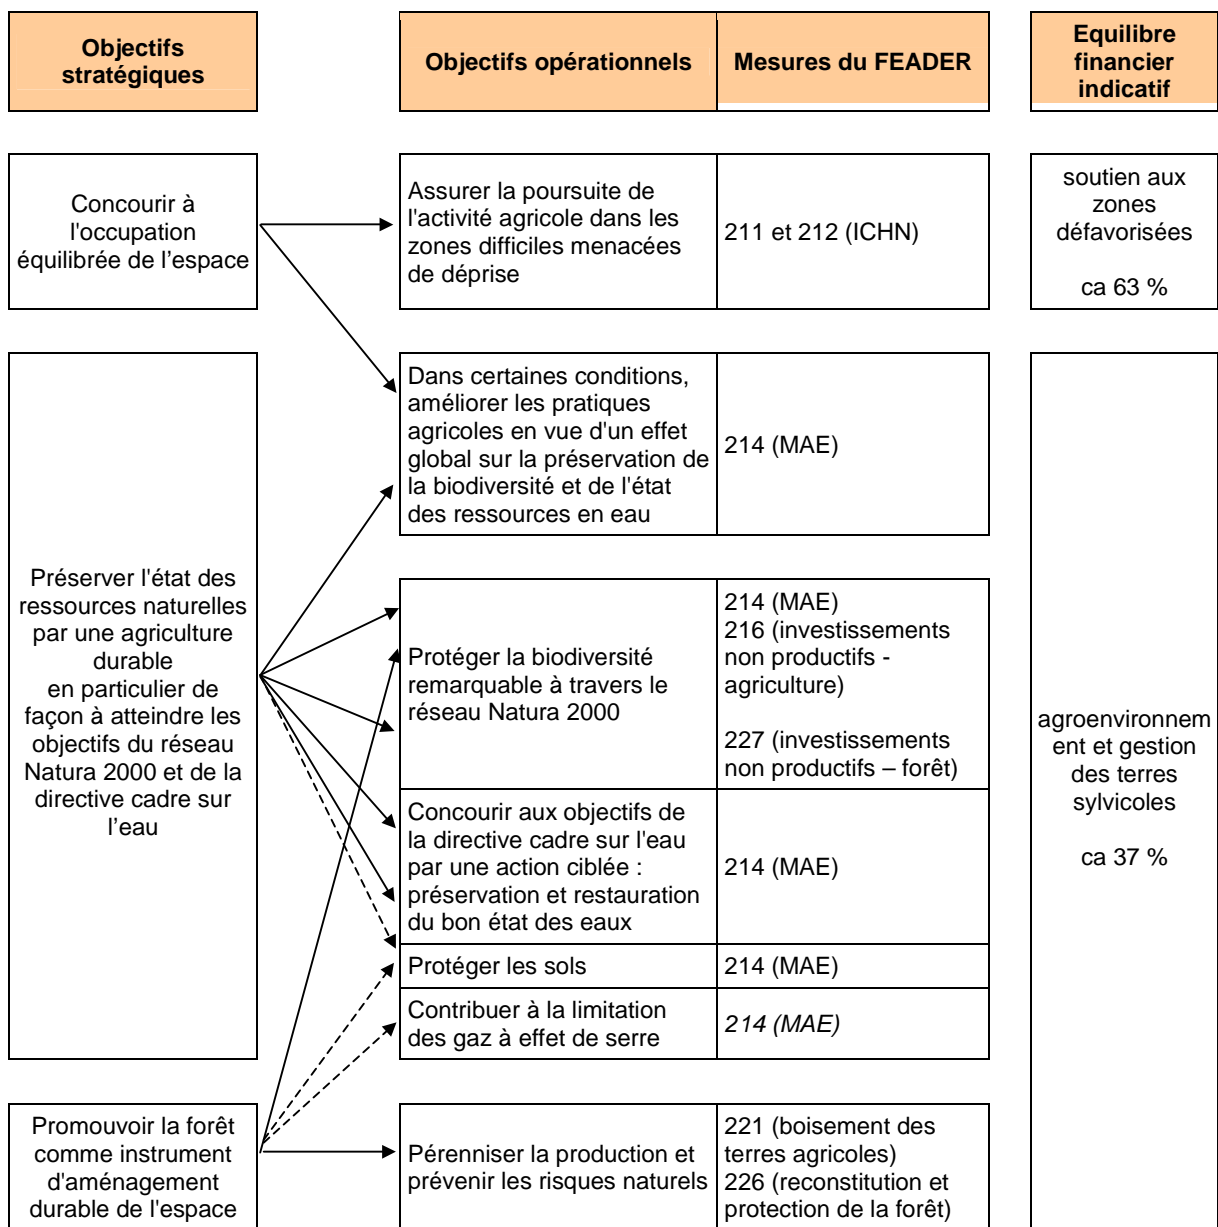 Objectifs
stratégiques
Objectifs opérationnels
Mesures du FEADER
Equilibre
financier
indicatif
Concourir à
l'occupation
équilibrée de l’espace
Assurer la poursuite de
l'activité agricole dans les
zones difficiles menacées
de déprise
211 et 212 (ICHN)
soutien aux
zones
défavorisées
ca 63 %
Préserver l'état des
ressources naturelles
par une agriculture
durable
en particulier de
façon à atteindre les
objectifs du réseau
Natura 2000 et de la
directive cadre sur
l’eau
Dans certaines conditions,
améliorer les pratiques
agricoles en vue d'un effet
global sur la préservation de
la biodiversité et de l'état
des ressources en eau
214 (MAE)
Protéger la biodiversité
remarquable à travers le
réseau Natura 2000
214 (MAE)
216 (investissements
non productifs -
agriculture)
227 (investissements
non productifs – forêt)
Concourir aux objectifs de
la directive cadre sur l'eau
par une action ciblée :
préservation et restauration
du bon état des eaux
214 (MAE)
Protéger les sols
214 (MAE)
Contribuer à la limitation
des gaz à effet de serre
214 (MAE)
agroenvironnem
ent et gestion
des terres
sylvicoles
ca 37 %
Promouvoir la forêt
comme instrument
d'aménagement
durable de l'espace
Pérenniser la production et
prévenir les risques naturels
221 (boisement des
terres agricoles)
226 (reconstitution et
protection de la forêt)